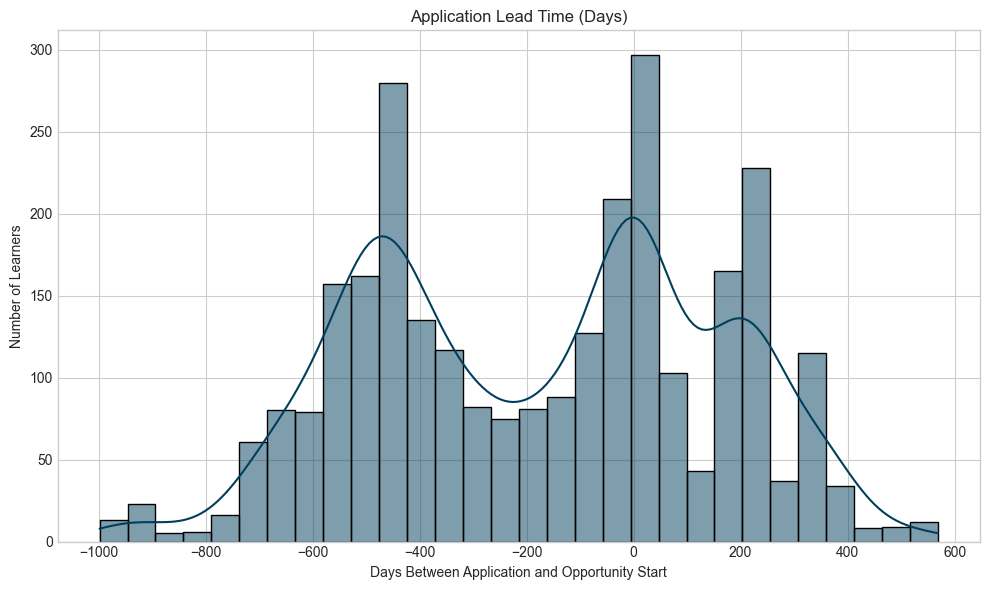 Application Lead Time (Days)
Number of Learners
300
250
200
150
100
50
0
−1000 −800 −600 −400 −200 0 200 400 600
Days Between Application and Opportunity Start